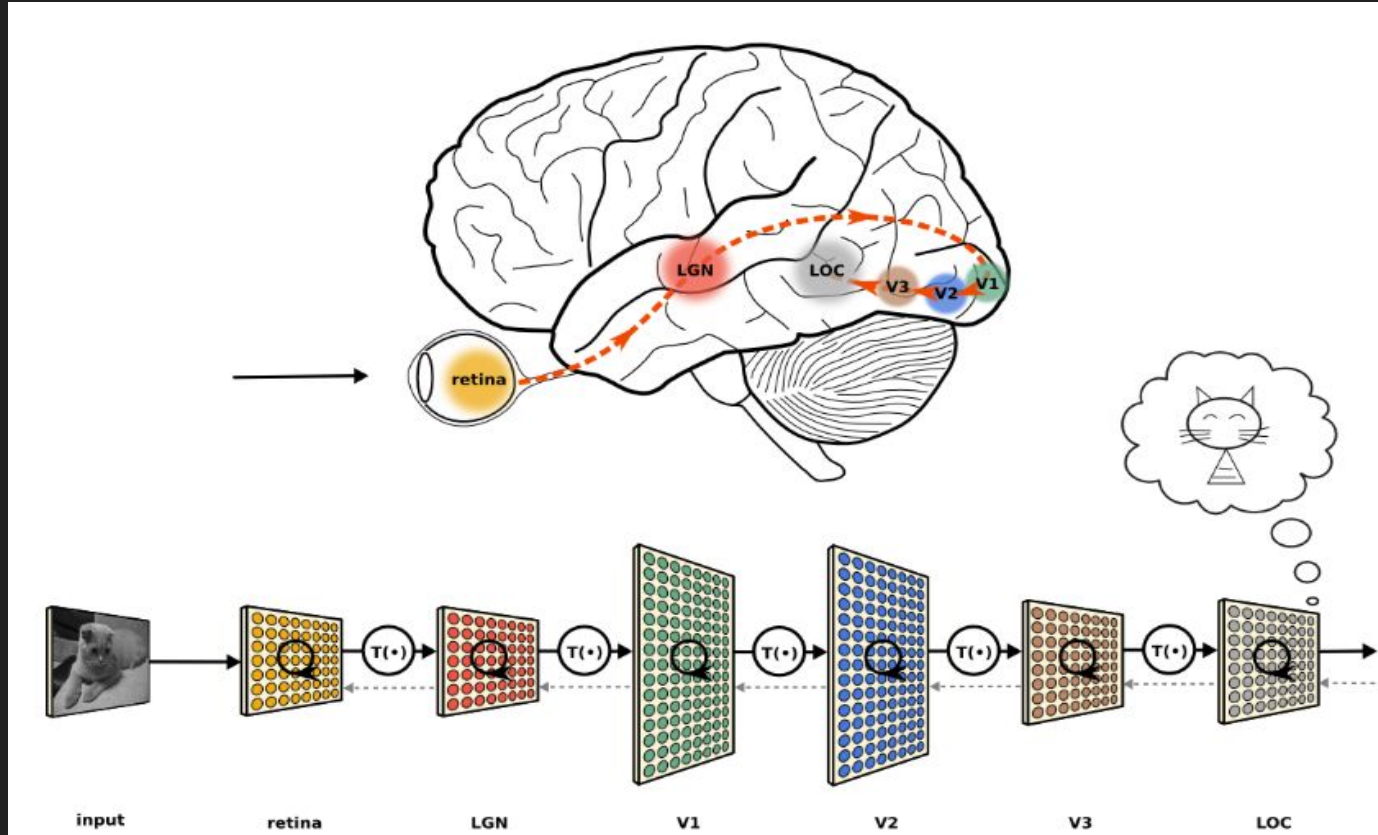 LGN
LOC
V3
V2
V1
retina
T(•)
T(•)
T(•)
T(•)
T(•)
input
retina
LGN
V1
V2
V3
LOC